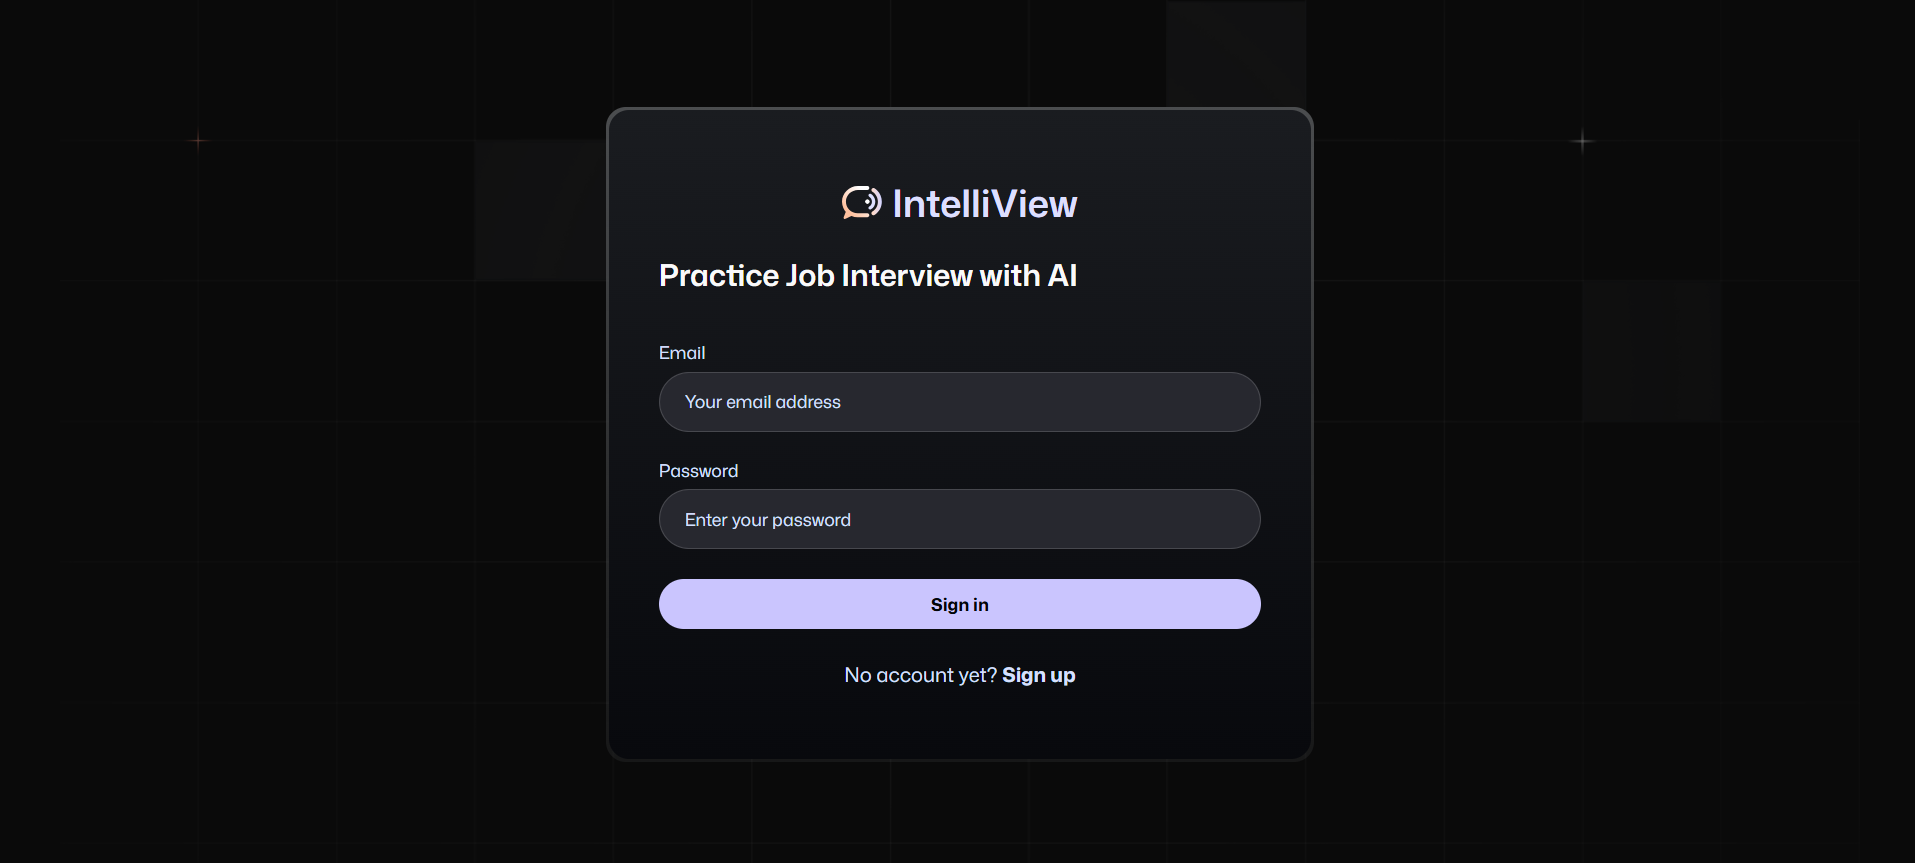 IntelliView
Practice Job Interview with AI
Email
Your email address
Password
Enter your password
Sign in
No account yet? Sign up